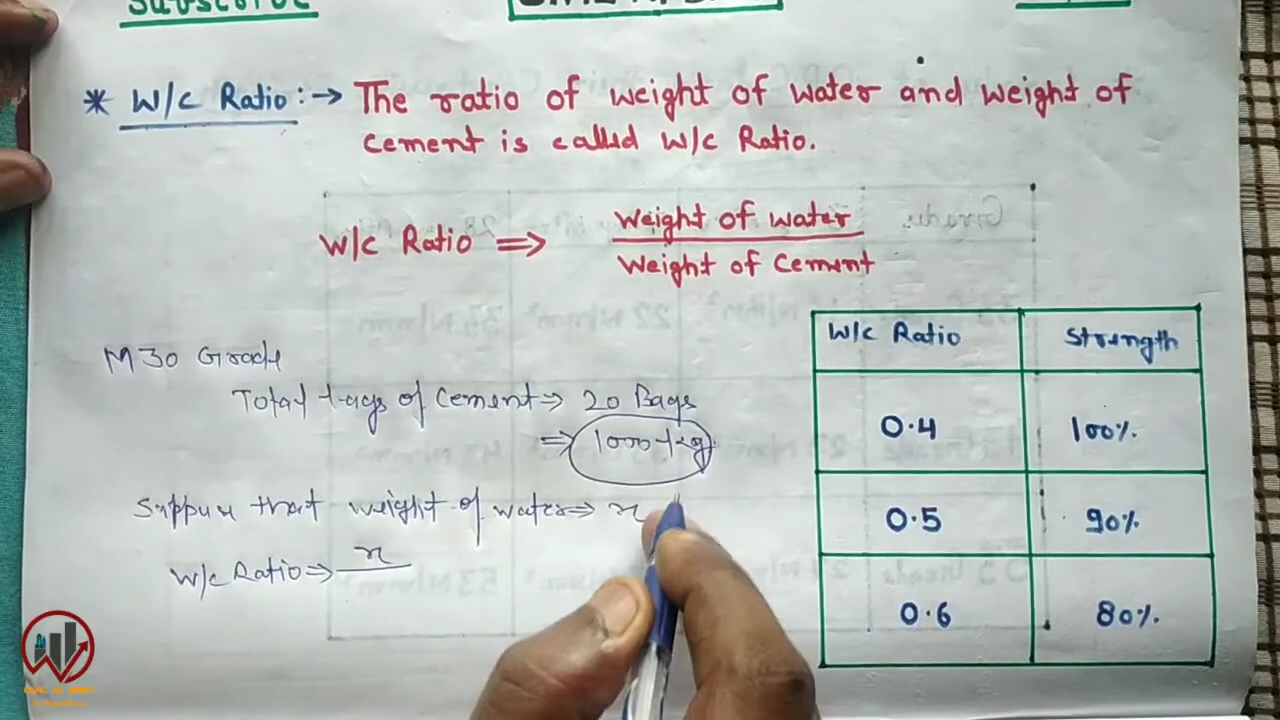 Subscribe
* W/C Ratio :→ The ratio of weight of water and weight of
cement is called W/C Ratio.
W/C Ratio ⇒ Weight of water
Weight of Cement
M30 Grade
Total bags of Cement ⇒ 20 Bags
⇒ 1000 kg
Suppose that weight of water ⇒ x
W/C Ratio ⇒ x
W/C Ratio Strength
0.4 100%
0.5 90%
0.6 80%